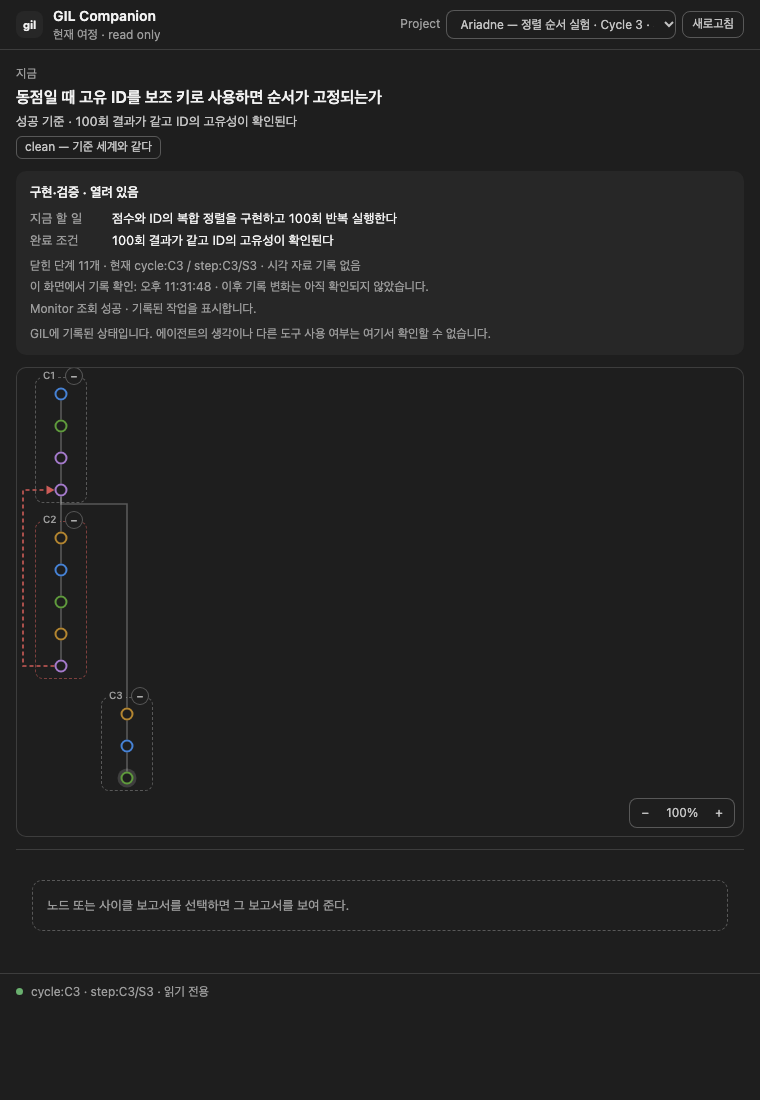 gil
GIL Companion
현재 여정 · read only
Project
Ariadne — 정렬 순서 실험 · Cycle 3 ·
새로고침
지금
동점일 때 고유 ID를 보조 키로 사용하면 순서가 고정되는가
성공 기준 · 100회 결과가 같고 ID의 고유성이 확인된다
clean — 기준 세계와 같다
구현·검증 · 열려 있음
지금 할 일 점수와 ID의 복합 정렬을 구현하고 100회 반복 실행한다
완료 조건 100회 결과가 같고 ID의 고유성이 확인된다
닫힌 단계 11개 · 현재 cycle:C3 / step:C3/S3 · 시각 자료 기록 없음
이 화면에서 기록 확인: 오후 11:31:48 · 이후 기록 변화는 아직 확인되지 않았습니다.
Monitor 조회 성공 · 기록된 작업을 표시합니다.
GIL에 기록된 상태입니다. 에이전트의 생각이나 다른 도구 사용 여부는 여기서 확인할 수 없습니다.
C1 −
C2 −
C3 −
− 100% +
노드 또는 사이클 보고서를 선택하면 그 보고서를 보여 준다.
cycle:C3 · step:C3/S3 · 읽기 전용